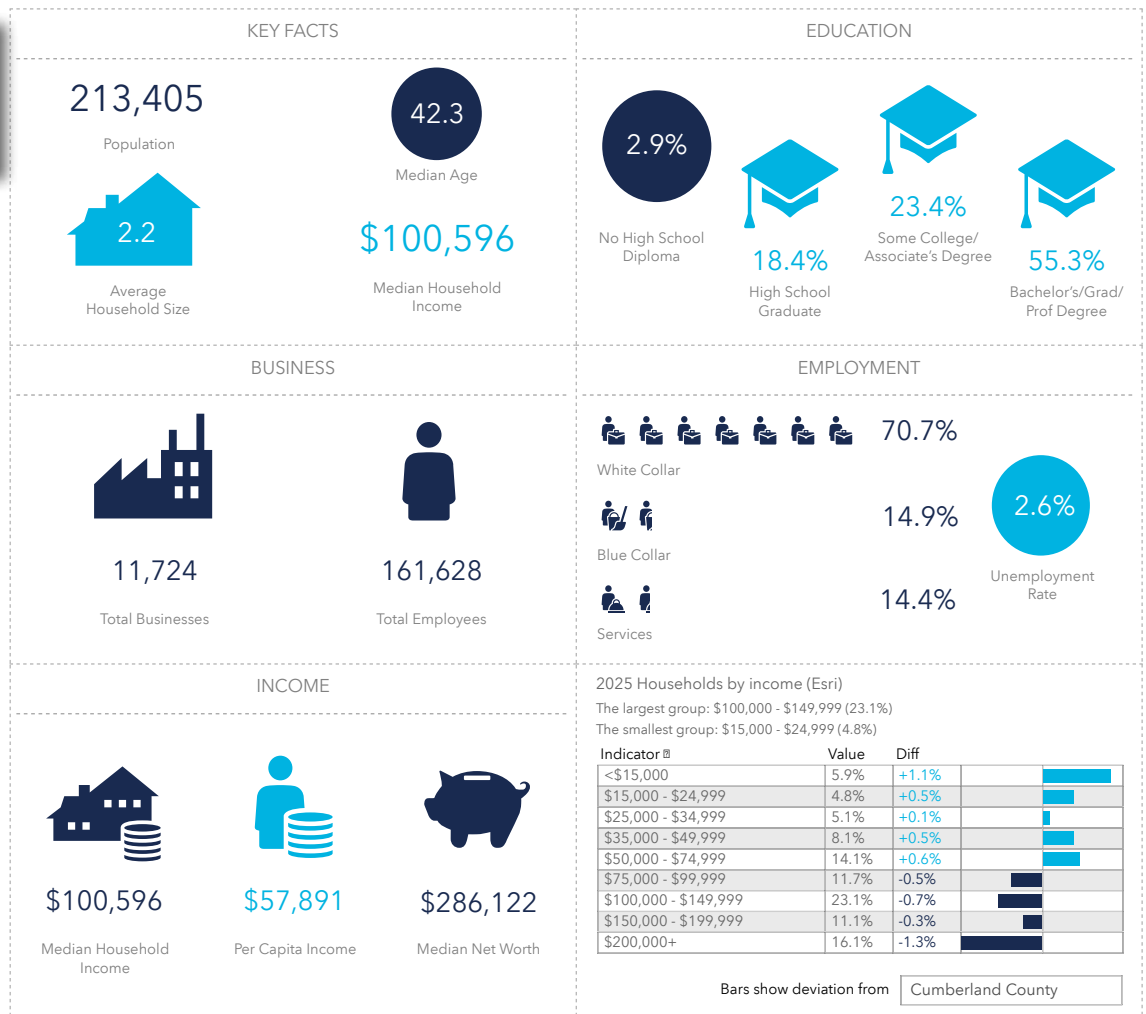 KEY FACTS
213,405
Population
42.3
Median Age
2.2
Average
Household Size
$100,596
Median Household
Income
EDUCATION
2.9%
No High School
Diploma
18.4%
High School
Graduate
23.4%
Some College/
Associate's Degree
55.3%
Bachelor's/Grad/
Prof Degree
BUSINESS
11,724
Total Businesses
161,628
Total Employees
EMPLOYMENT
70.7%
White Collar
14.9%
Blue Collar
14.4%
Services
2.6%
Unemployment
Rate
INCOME
$100,596
Median Household
Income
$57,891
Per Capita Income
$286,122
Median Net Worth
2025 Households by income (Esri)
The largest group: $100,000 - $149,999 (23.1%)
The smallest group: $15,000 - $24,999 (4.8%)
Indicator Value Diff
<$15,000 5.9% +1.1%
$15,000 - $24,999 4.8% +0.5%
$25,000 - $34,999 5.1% +0.1%
$35,000 - $49,999 8.1% +0.5%
$50,000 - $74,999 14.1% +0.6%
$75,000 - $99,999 11.7% -0.5%
$100,000 - $149,999 23.1% -0.7%
$150,000 - $199,999 11.1% -0.3%
$200,000+ 16.1% -1.3%
Bars show deviation from Cumberland County